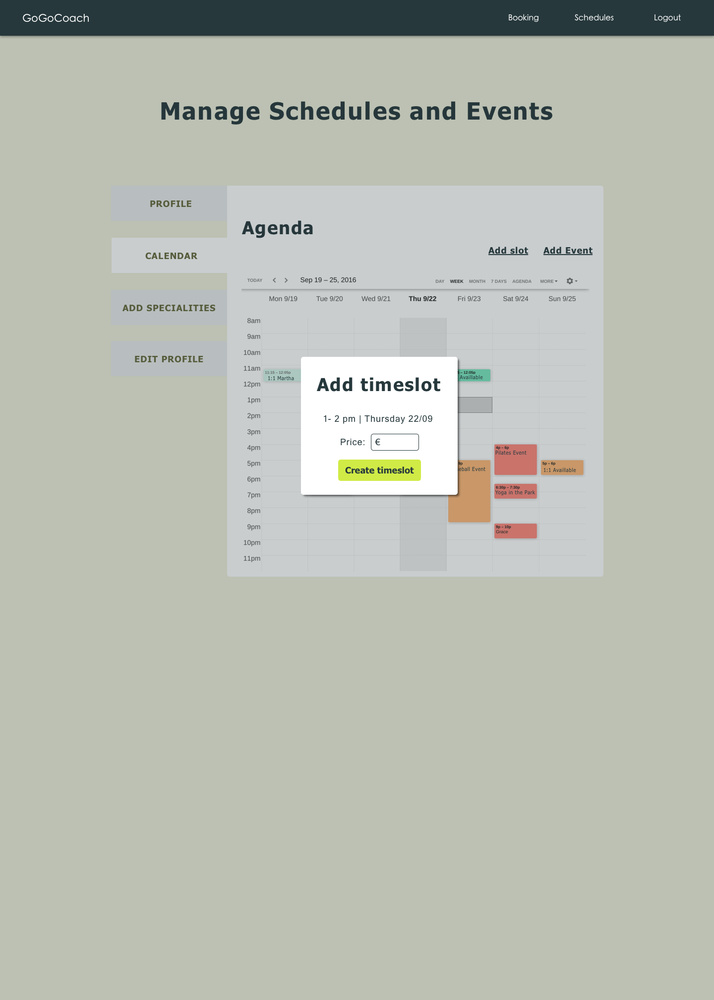 GoGoCoach
Booking Schedules Logout
Manage Schedules and Events
PROFILE
CALENDAR
ADD SPECIALITIES
EDIT PROFILE
Agenda
Add slot Add Event
TODAY Sep 19 – 25, 2016 DAY WEEK MONTH 7 DAYS AGENDA MORE
Mon 9/19 Tue 9/20 Wed 9/21 Thu 9/22 Fri 9/23 Sat 9/24 Sun 9/25
8am
9am
10am
11am
12pm
1pm
2pm
3pm
4pm
5pm
6pm
7pm
8pm
9pm
10pm
11pm
11:15 – 12:05p
1:1 Martha
5 – 12:05p
Availlable
9p
seball Event
4p – 6p
Pilates Event
6:30p – 7:30p
Yoga in the Park
9p – 10p
Grace
5p – 6p
1:1 Availlable
Add timeslot
1- 2 pm | Thursday 22/09
Price: €
Create timeslot